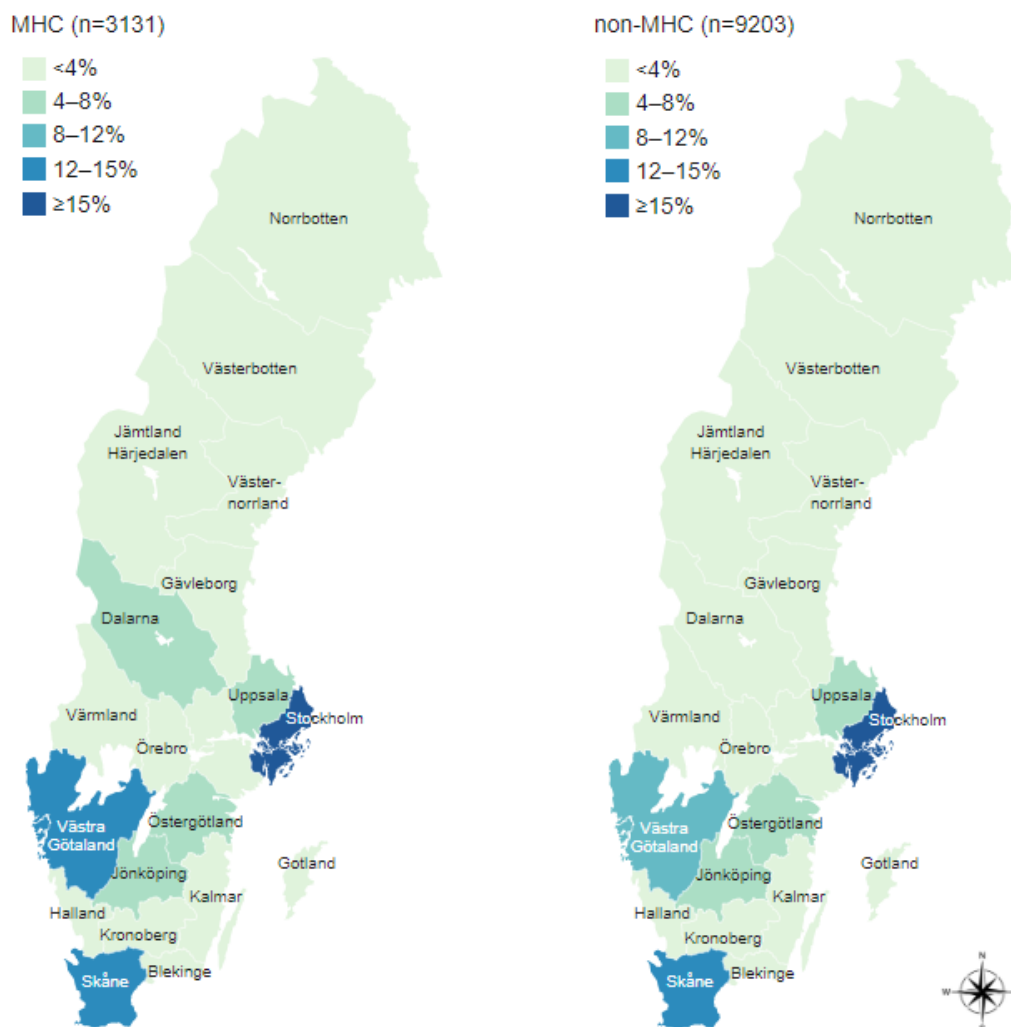 MHC (n=3131)
<4%
4–8%
8–12%
12–15%
≥15%
Norrbotten
Västerbotten
Jämtland
Härjedalen
Väster-
norrland
Gävleborg
Dalarna
Uppsala
Stockholm
Värmland
Örebro
Västra
Götaland
Östergötland
Jönköping
Gotland
Kalmar
Halland
Kronoberg
Blekinge
Skåne
non-MHC (n=9203)
<4%
4–8%
8–12%
12–15%
≥15%
Norrbotten
Västerbotten
Jämtland
Härjedalen
Väster-
norrland
Gävleborg
Dalarna
Uppsala
Stockholm
Värmland
Örebro
Västra
Götaland
Östergötland
Jönköping
Gotland
Kalmar
Halland
Kronoberg
Blekinge
Skåne
N
W